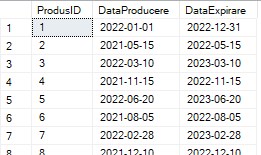 ProdusID DataProducere DataExpirare
1 1 2022-01-01 2022-12-31
2 2 2021-05-15 2022-05-15
3 3 2022-03-10 2023-03-10
4 4 2021-11-15 2022-11-15
5 5 2022-06-20 2023-06-20
6 6 2021-08-05 2022-08-05
7 7 2022-02-28 2023-02-28
8 8 2021-12-10 2022-12-10